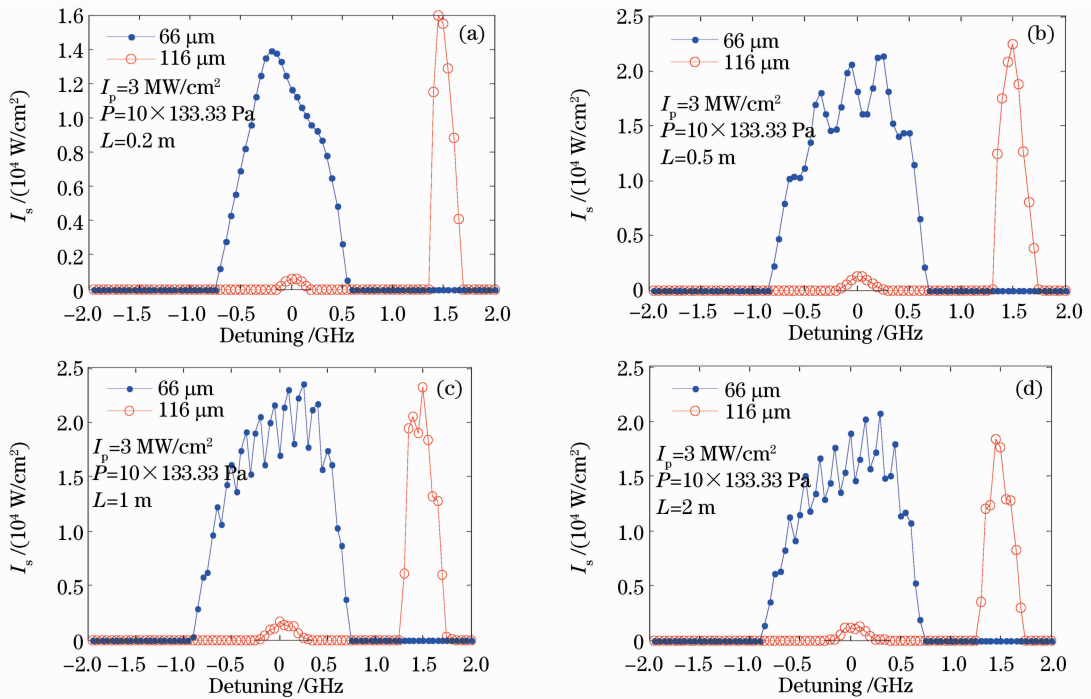 (a)
66 μm
116 μm
I_p=3 MW/cm²
P=10×133.33 Pa
L=0.2 m
I_s /(10⁴ W/cm²)
1.6
1.4
1.2
1.0
0.8
0.6
0.4
0.2
0
−2.0 −1.5 −1.0 −0.5 0 0.5 1.0 1.5 2.0
Detuning /GHz
(b)
66 μm
116 μm
I_p=3 MW/cm²
P=10×133.33 Pa
L=0.5 m
I_s /(10⁴ W/cm²)
2.5
2.0
1.5
1.0
0.5
0
−2.0 −1.5 −1.0 −0.5 0 0.5 1.0 1.5 2.0
Detuning /GHz
(c)
66 μm
116 μm
I_p=3 MW/cm²
P=10×133.33 Pa
L=1 m
I_s /(10⁴ W/cm²)
2.5
2.0
1.5
1.0
0.5
0
−2.0 −1.5 −1.0 −0.5 0 0.5 1.0 1.5 2.0
Detuning /GHz
(d)
66 μm
116 μm
I_p=3 MW/cm²
P=10×133.33 Pa
L=2 m
I_s /(10⁴ W/cm²)
2.5
2.0
1.5
1.0
0.5
0
−2.0 −1.5 −1.0 −0.5 0 0.5 1.0 1.5 2.0
Detuning /GHz